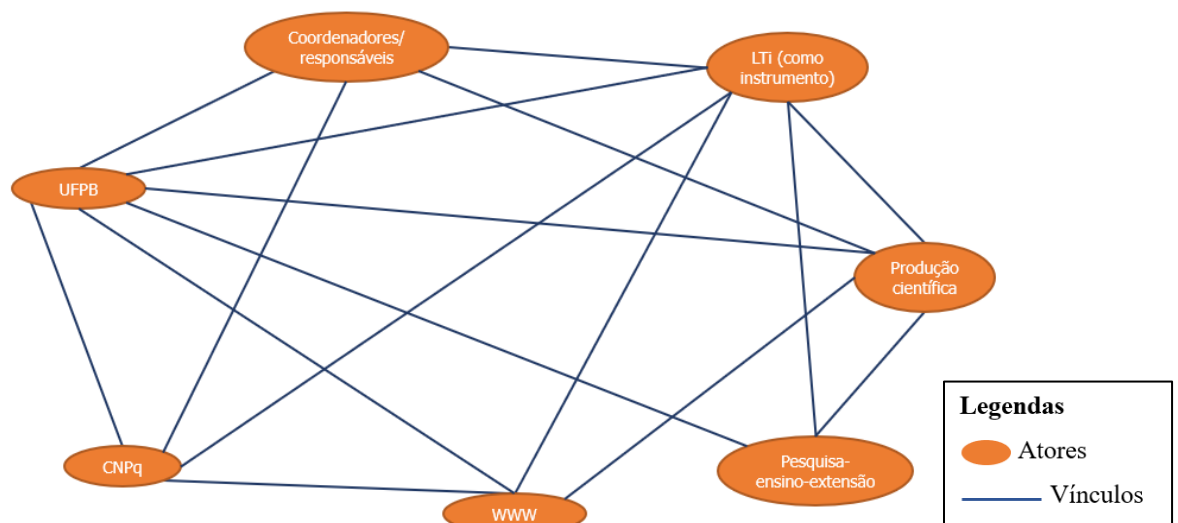 Coordenadores/
responsáveis
LTi (como
instrumento)
UFPB
Produção
científica
CNPq
Pesquisa-
ensino-extensão
WWW
Legendas
Atores
Vínculos